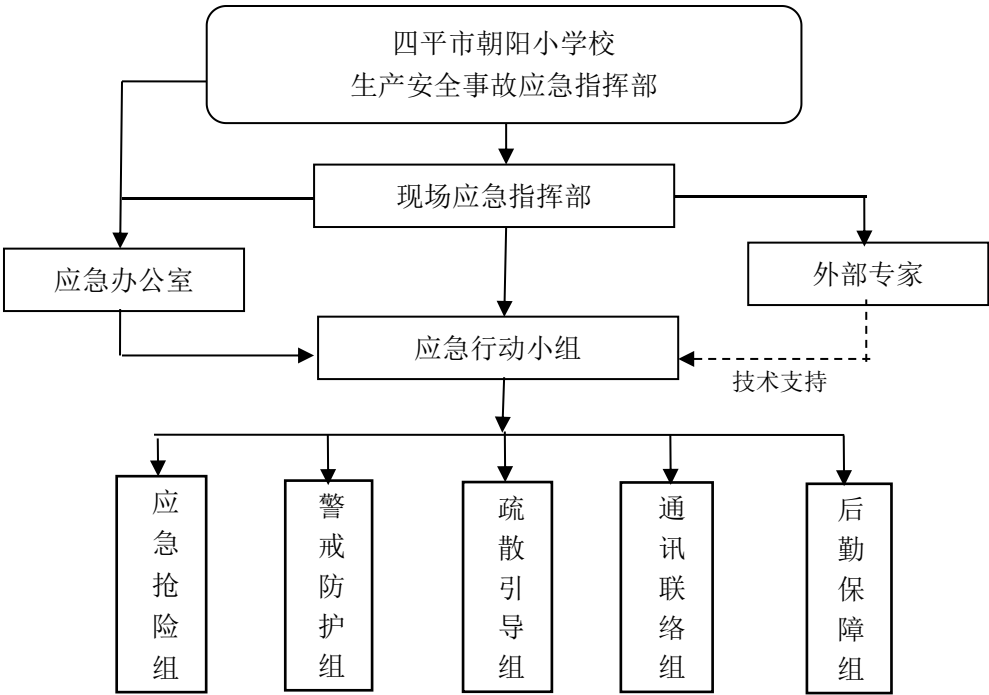 四平市朝阳小学校
生产安全事故应急指挥部
现场应急指挥部
应急办公室
外部专家
应急行动小组
技术支持
应急抢险组
警戒防护组
疏散引导组
通讯联络组
后勤保障组